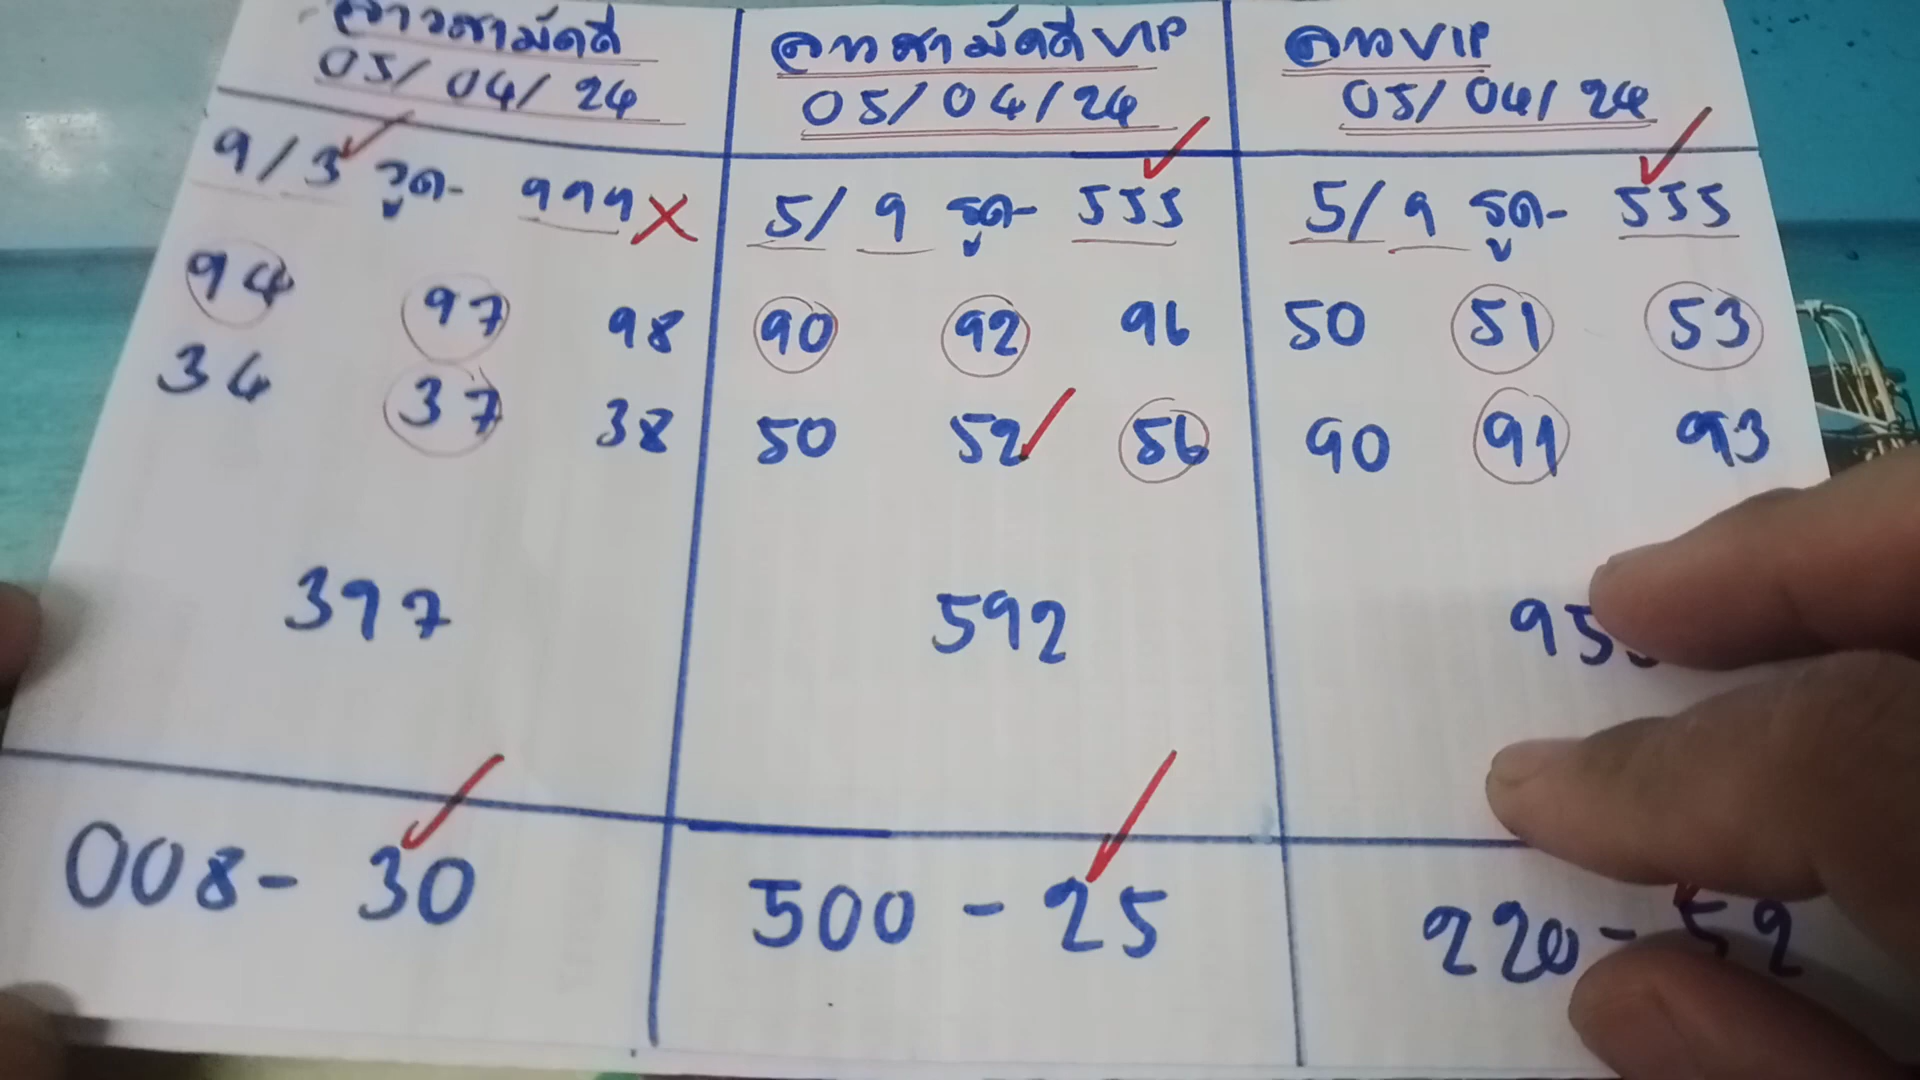 ลาวสามัคคี
05/04/24
9/3 รูด- 999
94 97 98
34 37 38
397
008- 30
ลาวสามัคคี VIP
05/04/24
5/9 รูด- 555
90 92 96
50 52 56
592
500 - 25
ลาว VIP
05/04/24
5/9 รูด- 555
50 51 53
90 91 93
95
220- 52